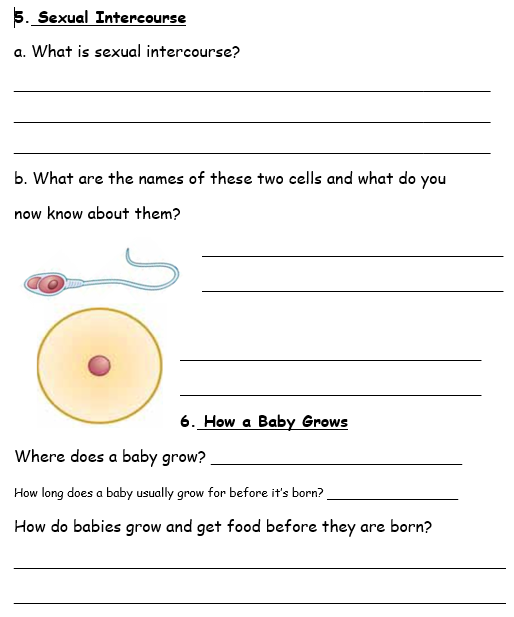 5. Sexual Intercourse
a. What is sexual intercourse?
b. What are the names of these two cells and what do you
now know about them?
6. How a Baby Grows
Where does a baby grow?
How long does a baby usually grow for before it's born?
How do babies grow and get food before they are born?